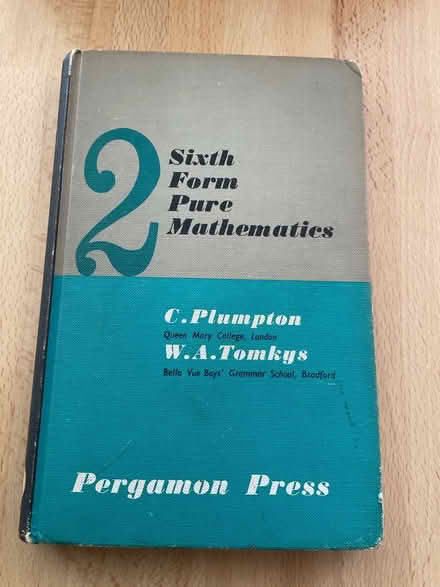 2
Sixth
Form
Pure
Mathematics
C. Plumpton
Queen Mary College, London
W.A. Tomkys
Belle Vue Boys' Grammar School, Bradford
Pergamon Press